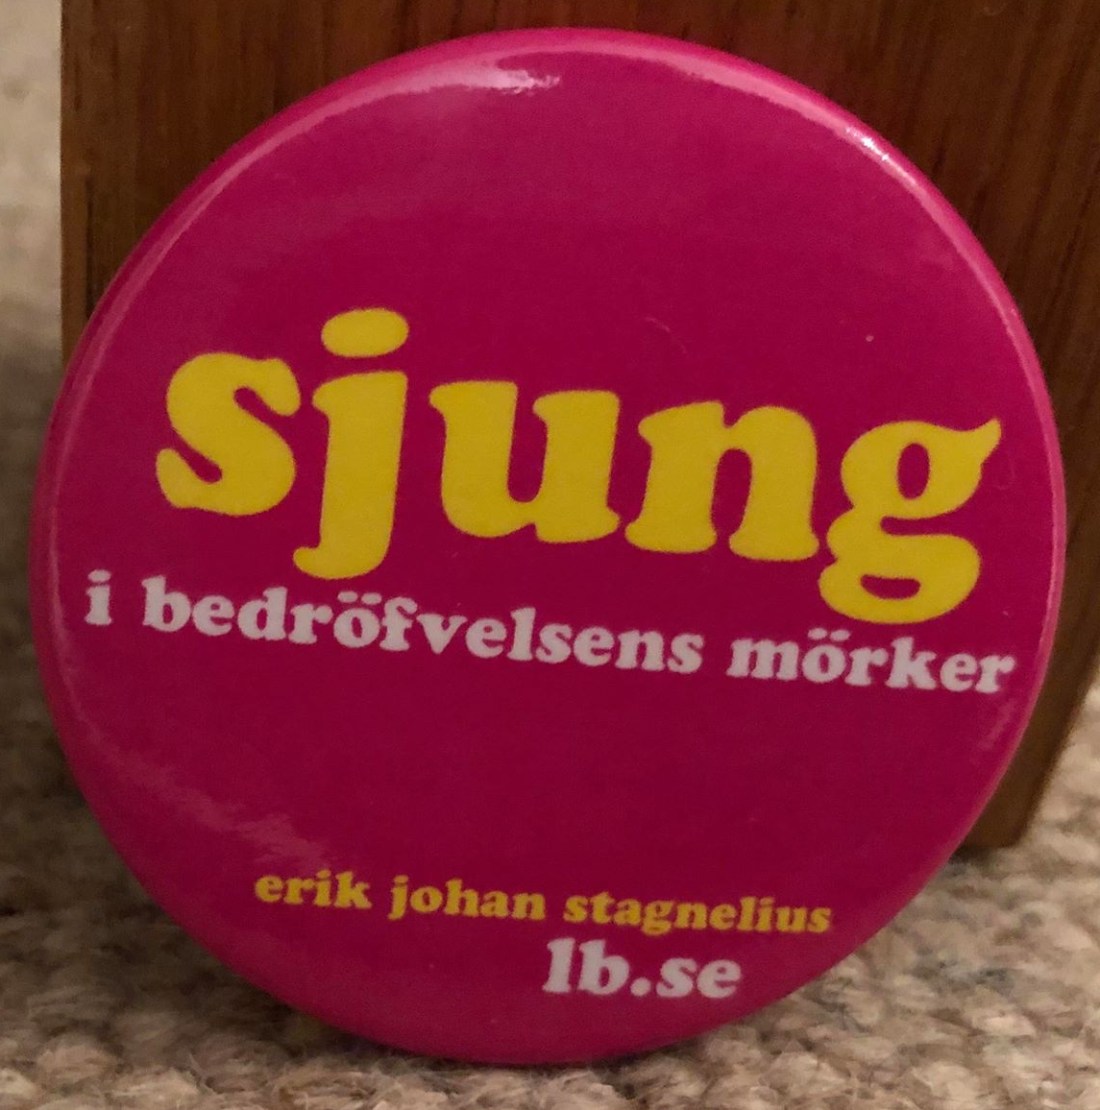 sjung
i bedröfvelsens mörker
erik johan stagnelius
lb.se